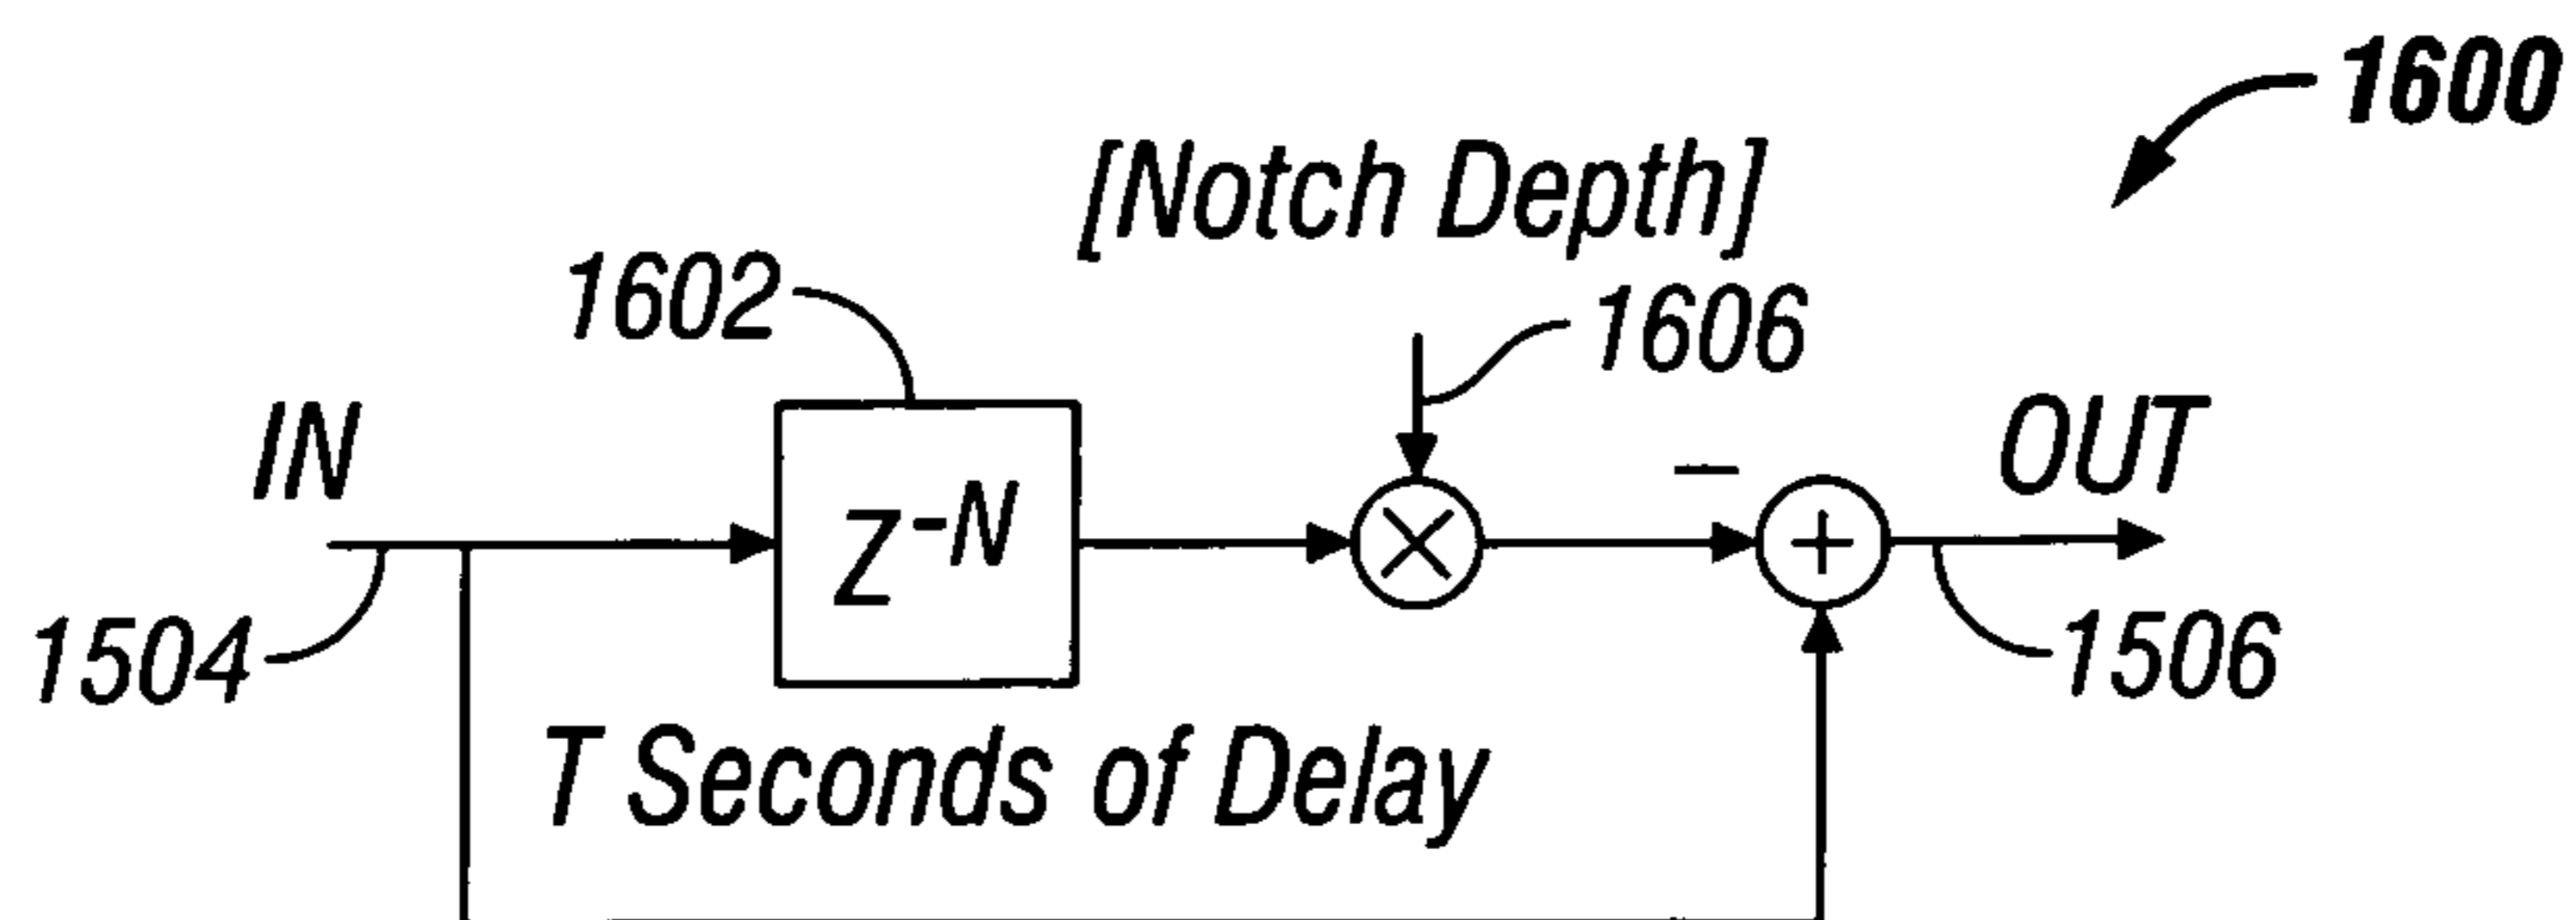 1600
[Notch Depth]
1602
1606
IN
Z-N
−
+
OUT
1504
1506
T Seconds of Delay